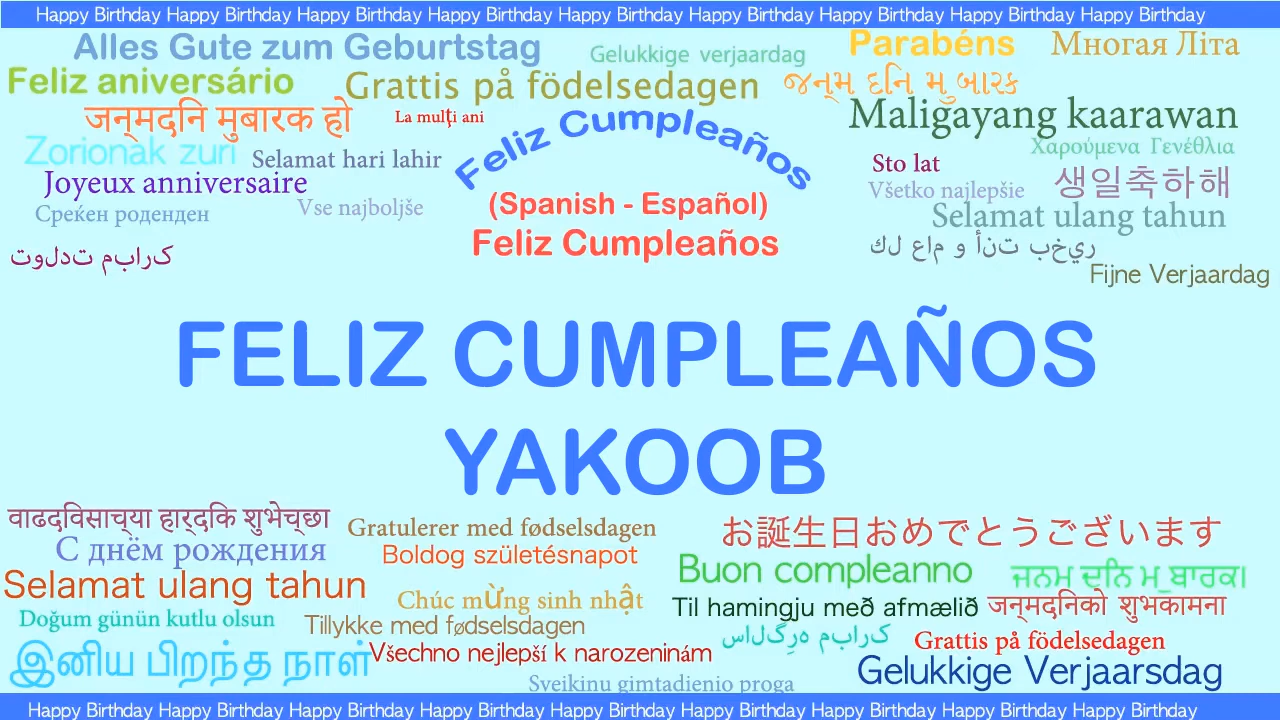 Happy Birthday Happy Birthday Happy Birthday Happy Birthday Happy Birthday Happy Birthday Happy Birthday Happy Birthday Happy Birthday
Alles Gute zum Geburtstag
Gelukkige verjaardag
Parabéns
Многая Літа
Feliz aniversário
Grattis på födelsedagen
જન્મ દિન મુબારક
जन्मदिन मुबारक हो
La mulţi ani
Feliz Cumpleaños
Maligayang kaarawan
Zorionak zuri
Selamat hari lahir
Sto lat
Χαρούμενα Γενέθλια
Joyeux anniversaire
(Spanish - Español)
Všetko najlepšie
생일축하해
Среќен роденден
Vse najboljše
Feliz Cumpleaños
Selamat ulang tahun
تولدت مبارک
كل عام و أنت بخير
Fijne Verjaardag
FELIZ CUMPLEAÑOS
YAKOOB
वाढदिवसाच्या हार्दिक शुभेच्छा
Gratulerer med fødselsdagen
お誕生日おめでとうございます
С днём рождения
Boldog születésnapot
Buon compleanno
ਜਨਮ ਦਿਨ ਮੁਬਾਰਕ।
Selamat ulang tahun
Chúc mừng sinh nhật
Til hamingju með afmælið
जन्मदिनको शुभकामना
Doğum günün kutlu olsun
Tillykke med fødselsdagen
سالگرہ مبارک
Grattis på födelsedagen
இனிய பிறந்த நாள்
Všechno nejlepší k narozeninám
Gelukkige Verjaarsdag
Sveikinu gimtadienio proga
Happy Birthday Happy Birthday Happy Birthday Happy Birthday Happy Birthday Happy Birthday Happy Birthday Happy Birthday Happy Birthday